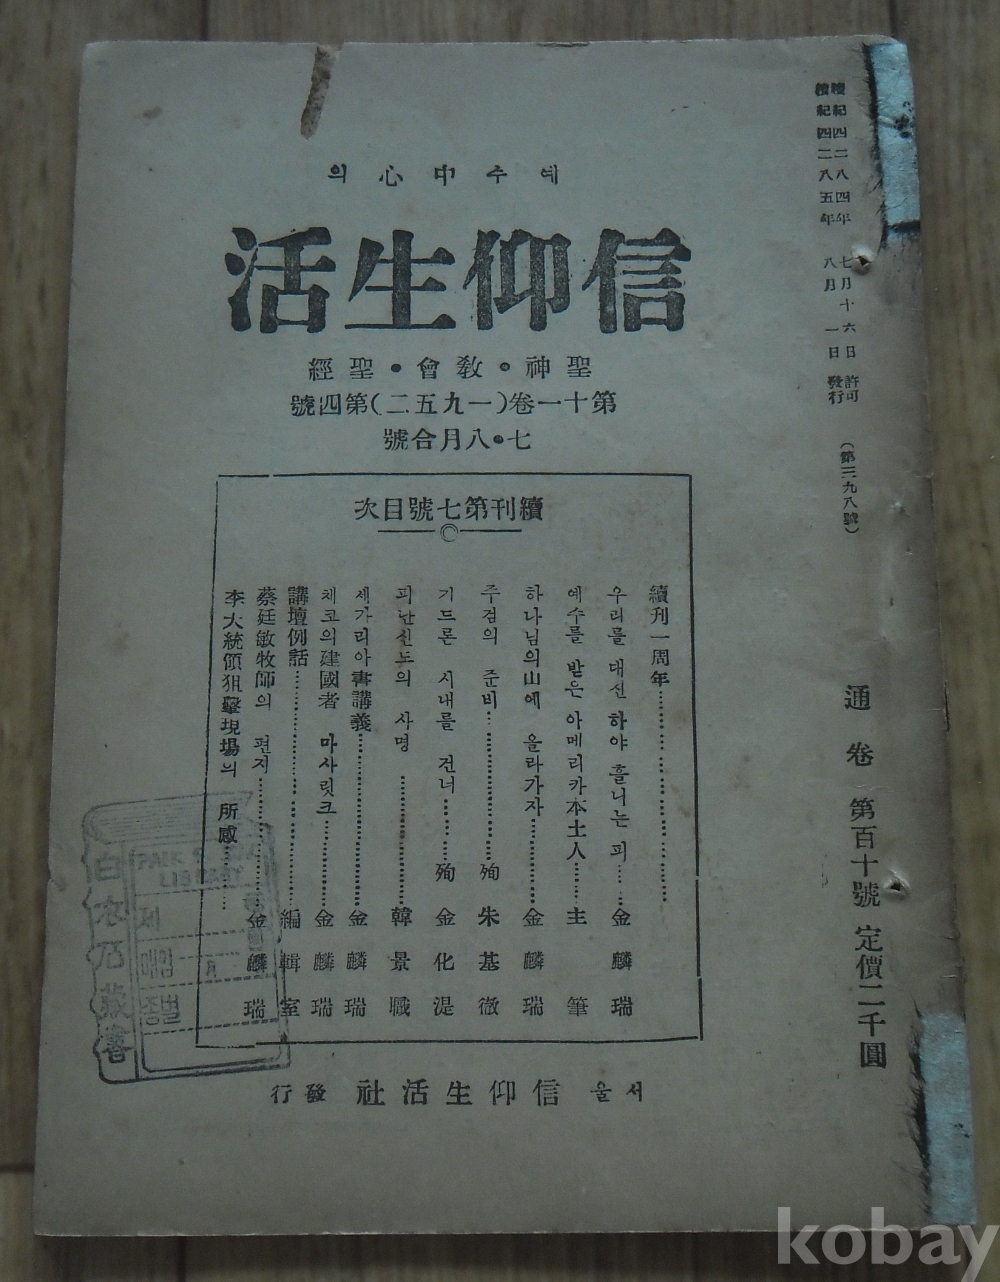 檀紀四二八四年 七月十六日 許可
檀紀四二八五年 八月 一日 發行
(第三九八號)
通卷 第百十號 定價二千圓
예수中心의
信仰生活
聖神・敎會・聖經
第十一卷(一九五二)第四號
七・八月合號
續刊第七號目次
續刊一周年
우리를 대신 하야 흘니는 피……金麟瑞
예수를 받은 아메리카本土人……主筆
하나님의山에 올라가자……金麟瑞
주검의 준비……殉 朱基徹
기드론 시내를 건너……殉 金化湜
피난신도의 사명……韓景職
세가리아書講義……金麟瑞
체코의建國者 마사릿크……金麟瑞
講壇例話……編輯室
蔡廷敏牧師의 편지……金麟瑞
李大統領狙擊現場의 所感……
서울 信仰生活社 發行
LIBRARY
제
매입 月
종별
kobay